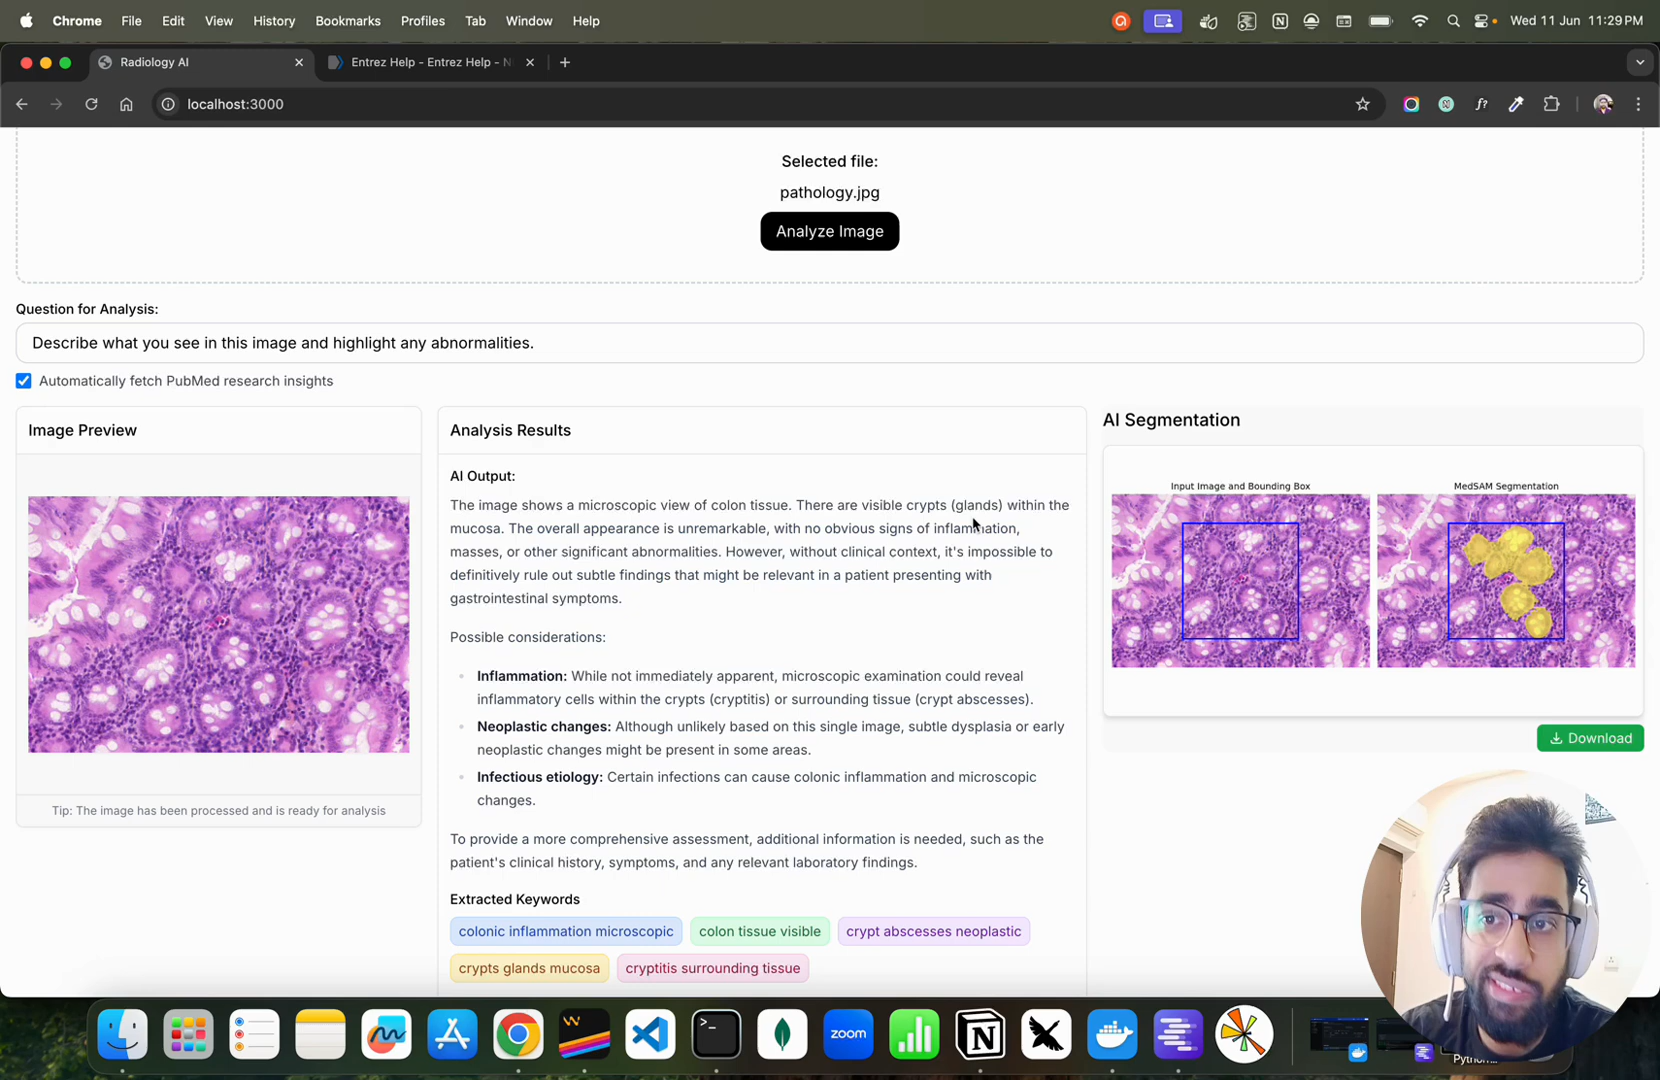 Chrome File Edit View History Bookmarks Profiles Tab Window Help Wed 11 Jun 11:29 PM
Radiology AI Entrez Help - Entrez Help - N
localhost:3000
Selected file:
pathology.jpg
Analyze Image
Question for Analysis:
Describe what you see in this image and highlight any abnormalities.
Automatically fetch PubMed research insights
Image Preview
Tip: The image has been processed and is ready for analysis
Analysis Results
AI Output:
The image shows a microscopic view of colon tissue. There are visible crypts (glands) within the
mucosa. The overall appearance is unremarkable, with no obvious signs of inflammation,
masses, or other significant abnormalities. However, without clinical context, it's impossible to
definitively rule out subtle findings that might be relevant in a patient presenting with
gastrointestinal symptoms.
Possible considerations:
Inflammation: While not immediately apparent, microscopic examination could reveal
inflammatory cells within the crypts (cryptitis) or surrounding tissue (crypt abscesses).
Neoplastic changes: Although unlikely based on this single image, subtle dysplasia or early
neoplastic changes might be present in some areas.
Infectious etiology: Certain infections can cause colonic inflammation and microscopic
changes.
To provide a more comprehensive assessment, additional information is needed, such as the
patient's clinical history, symptoms, and any relevant laboratory findings.
Extracted Keywords
colonic inflammation microscopic colon tissue visible crypt abscesses neoplastic
crypts glands mucosa cryptitis surrounding tissue
AI Segmentation
Input Image and Bounding Box MedSAM Segmentation
Download
zoom
Python...